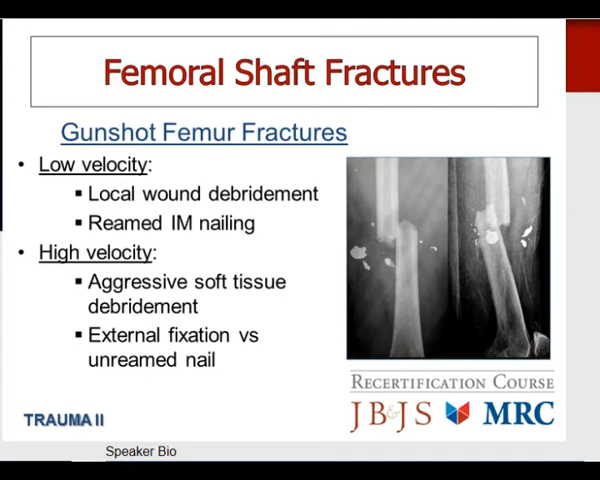 Femoral Shaft Fractures
Gunshot Femur Fractures
• Low velocity:
▪ Local wound debridement
▪ Reamed IM nailing
• High velocity:
▪ Aggressive soft tissue
debridement
▪ External fixation vs
unreamed nail
RECERTIFICATION COURSE
JB&JS MRC
TRAUMA II
Speaker Bio